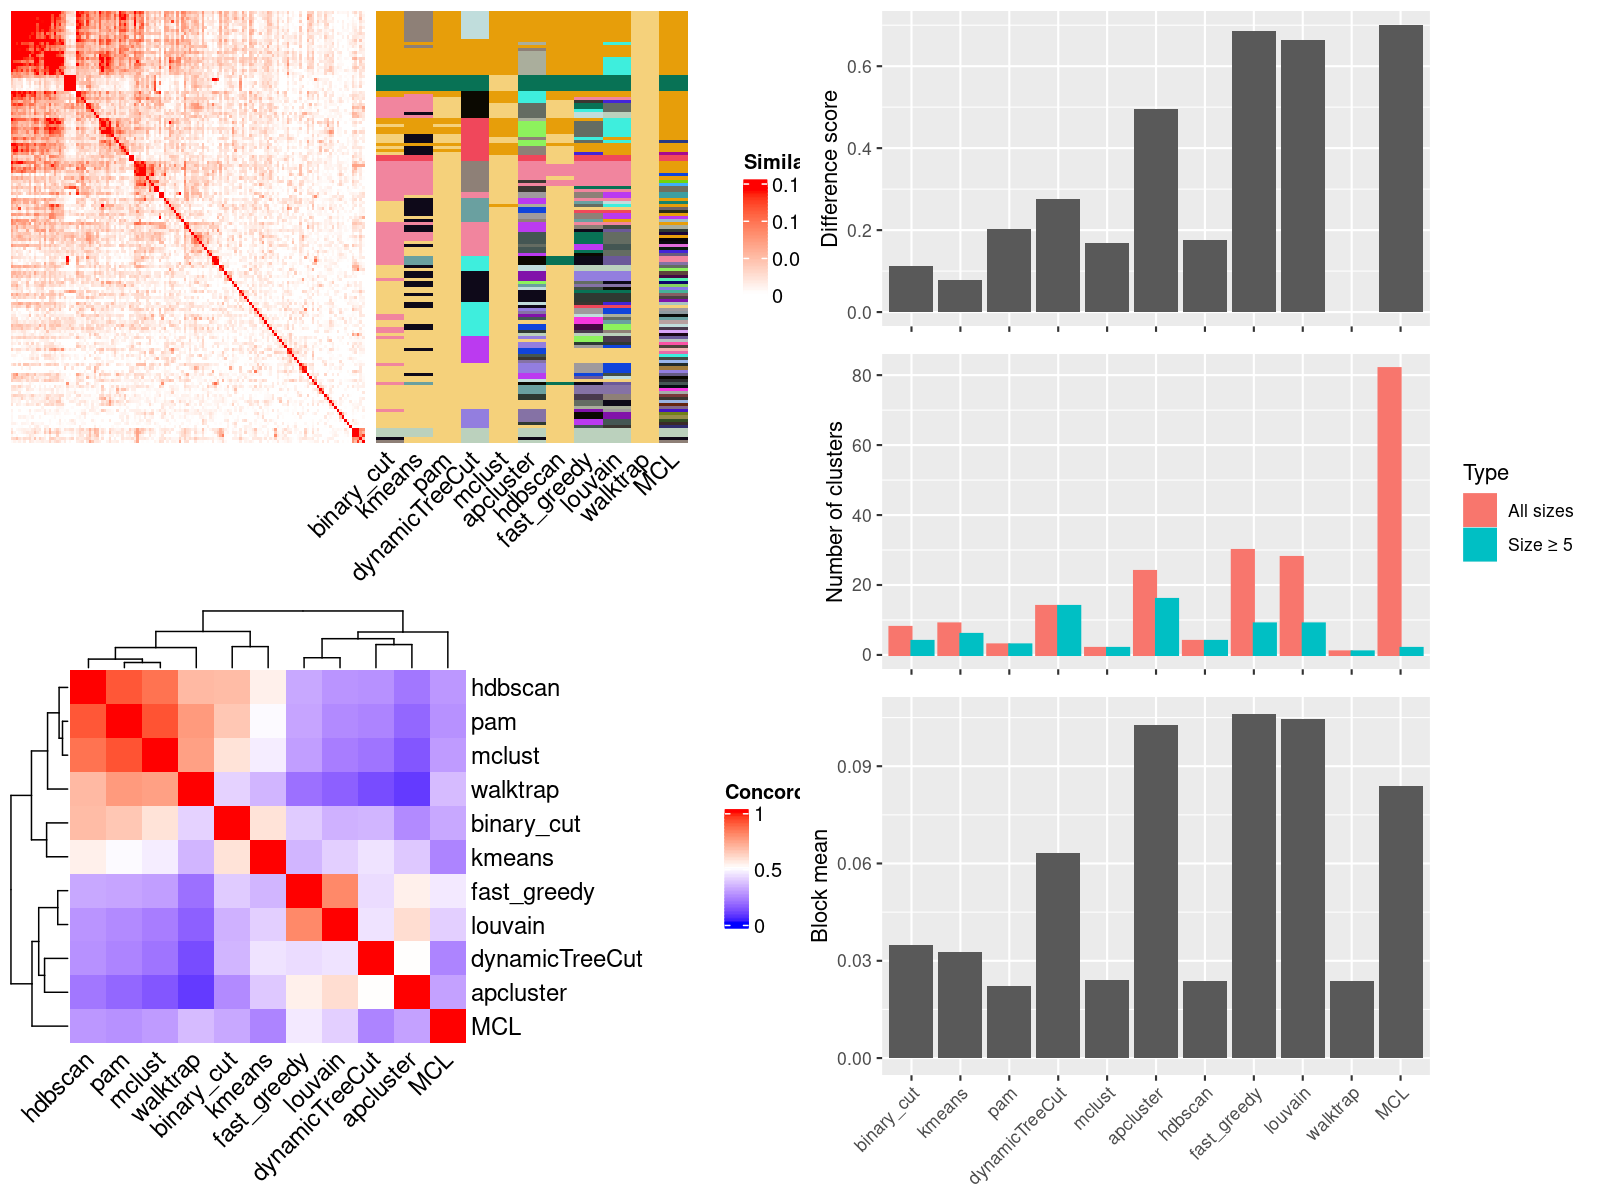 Simila
0.1
0.1
0.0
0
binary_cut
kmeans
pam
dynamicTreeCut
mclust
apcluster
hdbscan
fast_greedy
louvain
walktrap
MCL
hdbscan
pam
mclust
walktrap
binary_cut
kmeans
fast_greedy
louvain
dynamicTreeCut
apcluster
MCL
hdbscan
pam
mclust
walktrap
binary_cut
kmeans
fast_greedy
louvain
dynamicTreeCut
apcluster
MCL
Concord
1
0.5
0
Difference score
0.6
0.4
0.2
0.0
Number of clusters
80
60
40
20
0
Type
All sizes
Size ≥ 5
Block mean
0.09
0.06
0.03
0.00
binary_cut
kmeans
pam
dynamicTreeCut
mclust
apcluster
hdbscan
fast_greedy
louvain
walktrap
MCL